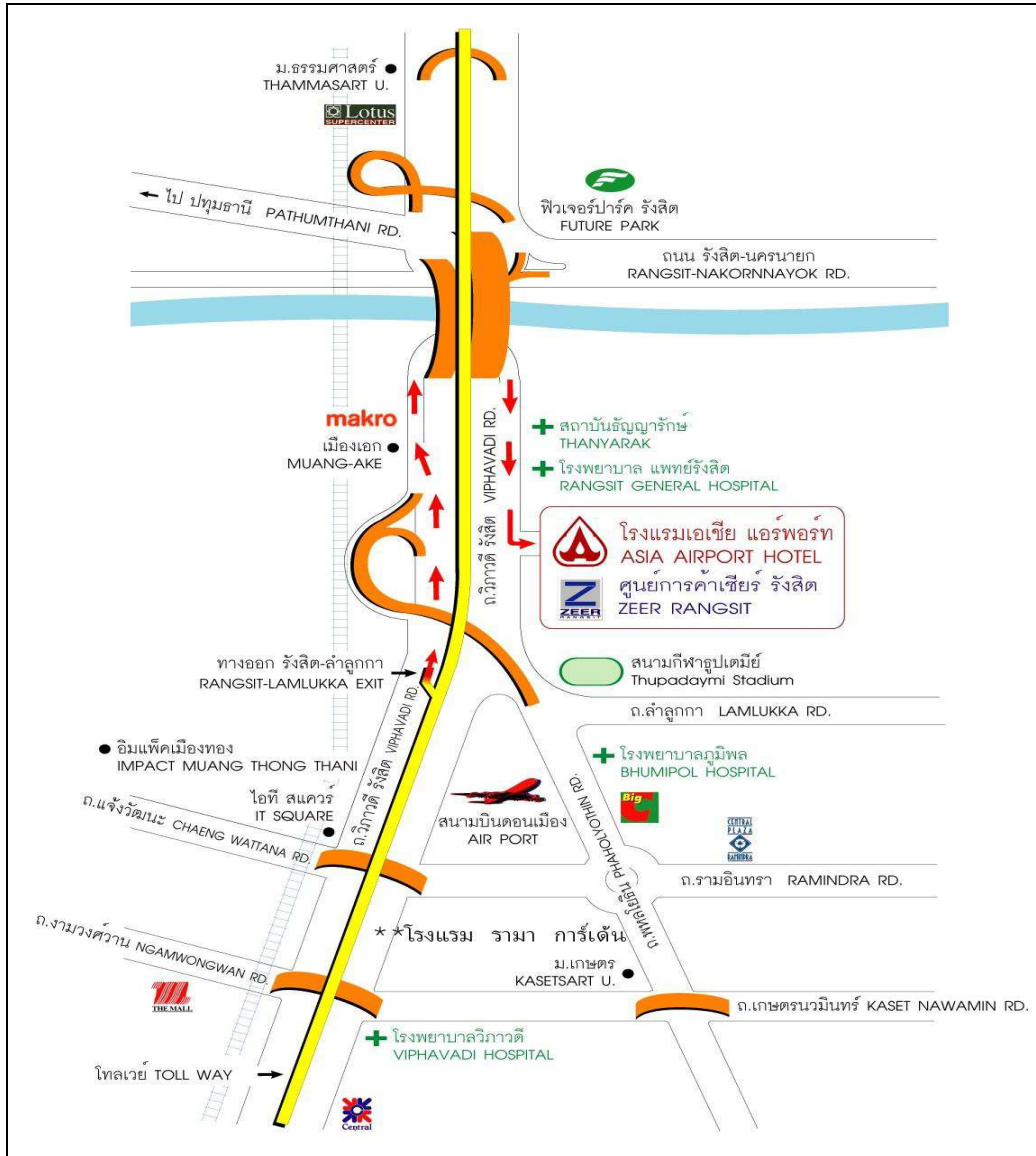 ม.ธรรมศาสตร์
THAMMASART U.
Lotus
SUPERCENTER
ไป ปทุมธานี PATHUMTHANI RD.
ฟิวเจอร์ปาร์ค รังสิต
FUTURE PARK
ถนน รังสิต-นครนายก
RANGSIT-NAKORNNAYOK RD.
makro
เมืองเอก
MUANG-AKE
ถ.วิภาวดี รังสิต VIPHAVADI RD.
สถาบันธัญญารักษ์
THANYARAK
โรงพยาบาล แพทย์รังสิต
RANGSIT GENERAL HOSPITAL
โรงแรมเอเชีย แอร์พอร์ท
ASIA AIRPORT HOTEL
Z
ZEER
RANGSIT
ศูนย์การค้าเซียร์ รังสิต
ZEER RANGSIT
ทางออก รังสิต-ลำลูกกา
RANGSIT-LAMLUKKA EXIT
สนามกีฬาธูปเตมีย์
Thupadaymi Stadium
ถ.ลำลูกกา LAMLUKKA RD.
ถ.วิภาวดี รังสิต VIPHAVADI RD.
อิมแพ็คเมืองทอง
IMPACT MUANG THONG THANI
โรงพยาบาลภูมิพล
BHUMIPOL HOSPITAL
ไอที สแควร์
IT SQUARE
Big
C
สนามบินดอนเมือง
AIR PORT
CENTRAL
PLAZA
RAMINDRA
ถ.แจ้งวัฒนะ CHAENG WATTANA RD.
ถ.พหลโยธิน PHAHOLYOTHIN RD.
ถ.รามอินทรา RAMINDRA RD.
**โรงแรม รามา การ์เด้น
ถ.งามวงศ์วาน NGAMWONGWAN RD.
ม.เกษตร
KASETSART U.
THE MALL
ถ.เกษตรนวมินทร์ KASET NAWAMIN RD.
โรงพยาบาลวิภาวดี
VIPHAVADI HOSPITAL
โทลเวย์ TOLL WAY
Central